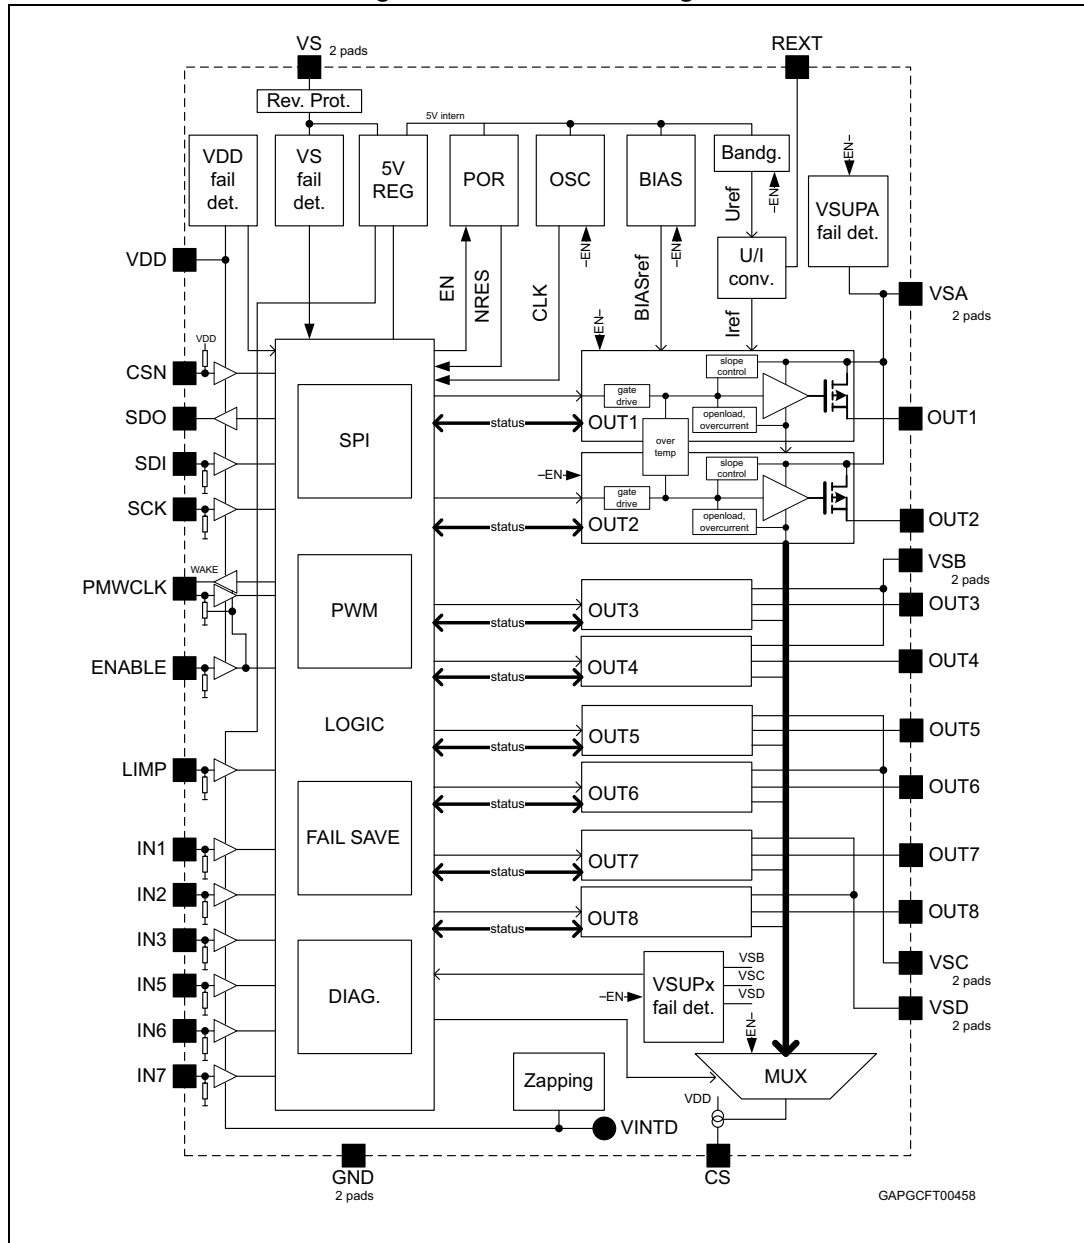 VS
2 pads
REXT
Rev. Prot.
5V intern
VDD
fail
det.
VS
fail
det.
5V
REG
POR
OSC
BIAS
Bandg.
–EN–
VSUPA
fail det.
–EN–
–EN–
–EN–
Uref
U/I
conv.
VDD
EN
NRES
CLK
BIASref
Iref
VSA
2 pads
–EN–
VDD
CSN
SDO
SDI
SCK
SPI
gate
drive
slope
control
openload,
overcurrent
OUT1
status
OUT1
over
temp
–EN–
gate
drive
slope
control
openload,
overcurrent
OUT2
status
OUT2
VSB
2 pads
WAKE
PMWCLK
PWM
ENABLE
LOGIC
OUT3
status
OUT3
OUT4
status
OUT4
OUT5
status
OUT5
LIMP
OUT6
status
OUT6
FAIL SAVE
IN1
OUT7
status
OUT7
IN2
OUT8
status
OUT8
IN3
VSC
2 pads
IN5
DIAG.
–EN–
VSUPx
fail det.
VSB
VSC
VSD
VSD
2 pads
IN6
–EN–
IN7
MUX
Zapping
VDD
VINTD
GND
2 pads
CS
GAPGCFT00458